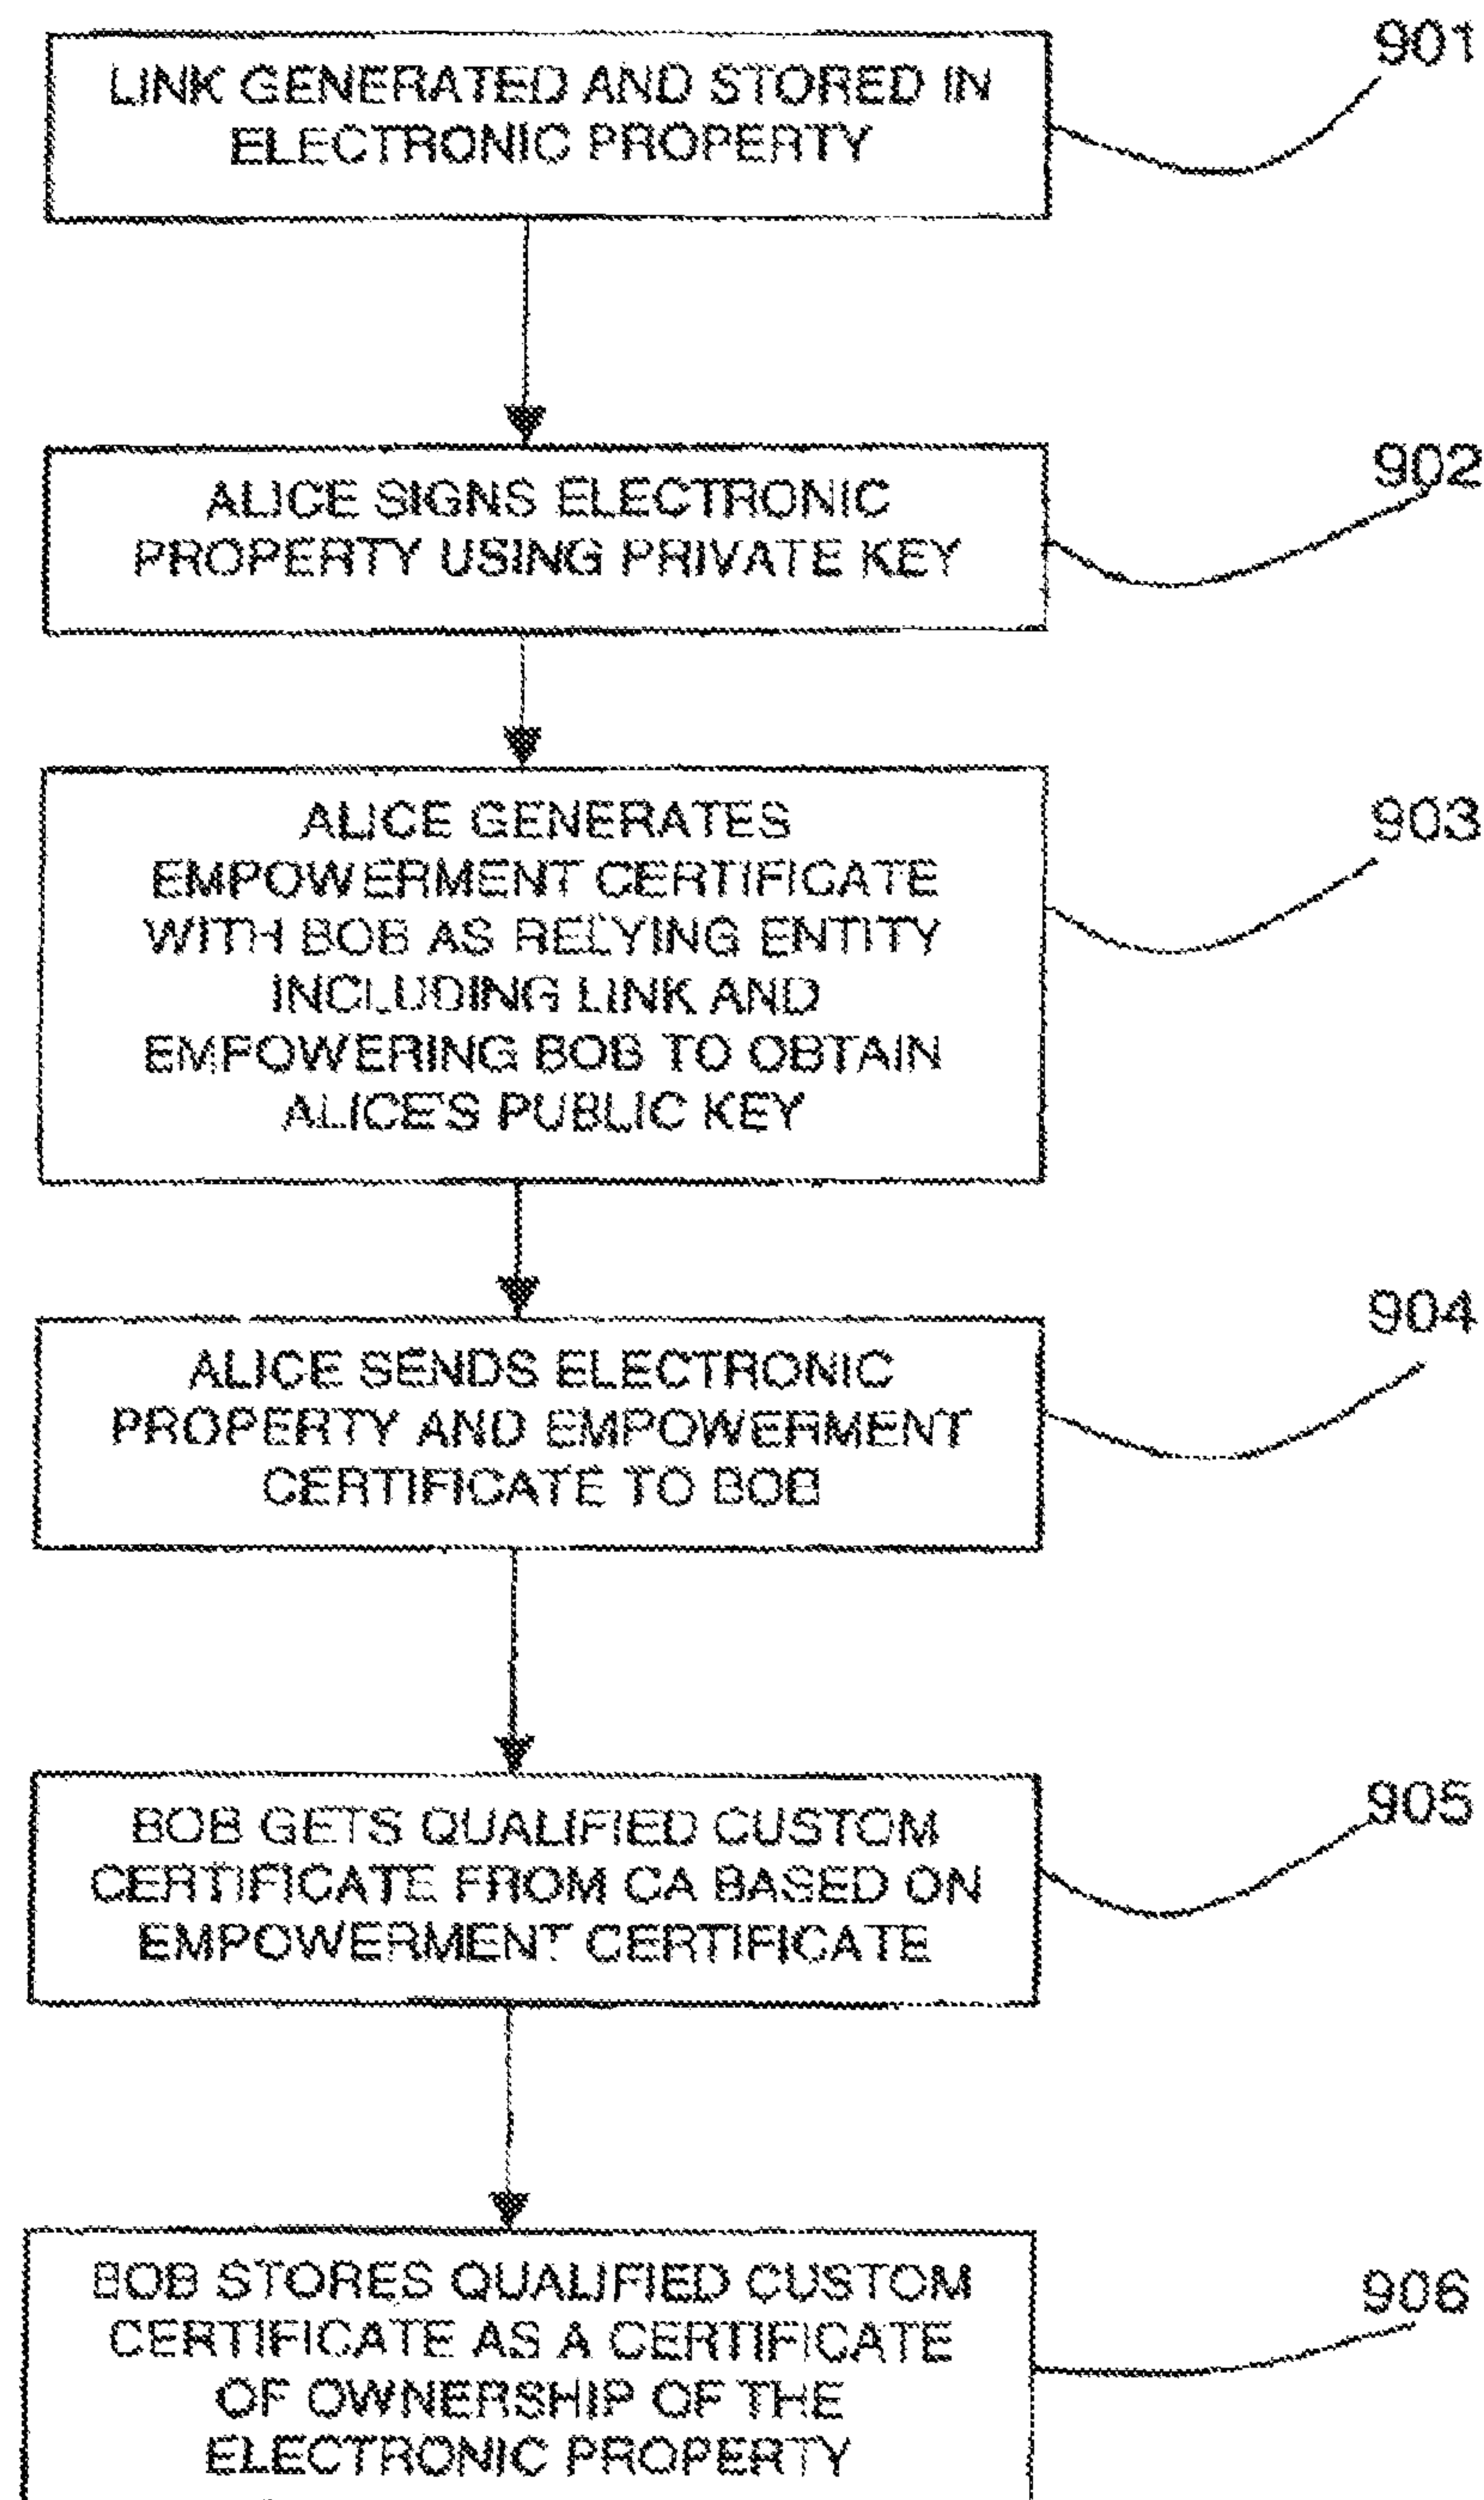 901
LINK GENERATED AND STORED IN
ELECTRONIC PROPERTY
902
ALICE SIGNS ELECTRONIC
PROPERTY USING PRIVATE KEY
903
ALICE GENERATES
EMPOWERMENT CERTIFICATE
WITH BOB AS RELYING ENTITY
INCLUDING LINK AND
EMPOWERING BOB TO OBTAIN
ALICE'S PUBLIC KEY
904
ALICE SENDS ELECTRONIC
PROPERTY AND EMPOWERMENT
CERTIFICATE TO BOB
905
BOB GETS QUALIFIED CUSTOM
CERTIFICATE FROM CA BASED ON
EMPOWERMENT CERTIFICATE
906
BOB STORES QUALIFIED CUSTOM
CERTIFICATE AS A CERTIFICATE
OF OWNERSHIP OF THE
ELECTRONIC PROPERTY